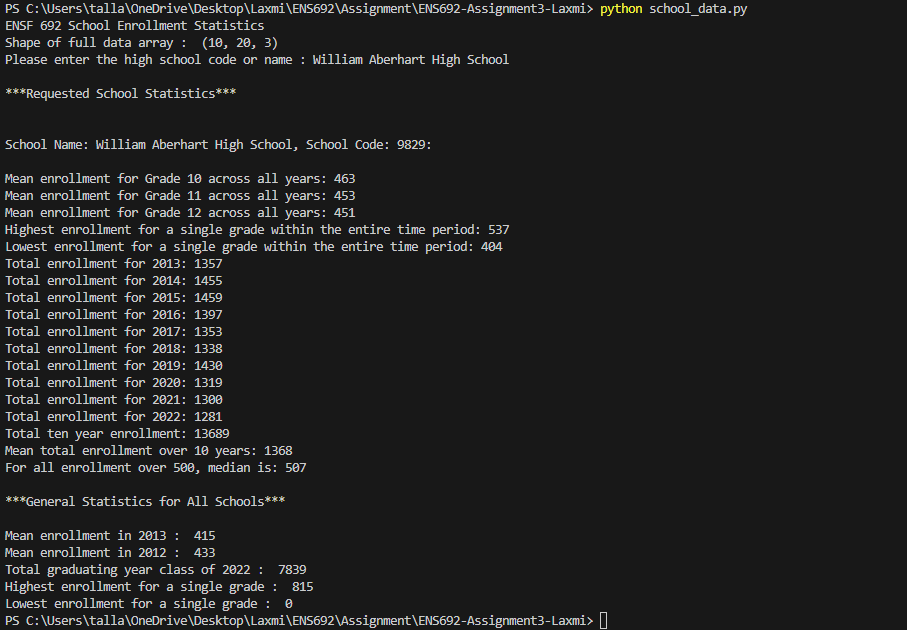 PS C:\Users\talla\OneDrive\Desktop\Laxmi\ENS692\Assignment\ENS692-Assignment3-Laxmi> python school_data.py
ENSF 692 School Enrollment Statistics
Shape of full data array :  (10, 20, 3)
Please enter the high school code or name : William Aberhart High School
***Requested School Statistics***
School Name: William Aberhart High School, School Code: 9829:
Mean enrollment for Grade 10 across all years: 463
Mean enrollment for Grade 11 across all years: 453
Mean enrollment for Grade 12 across all years: 451
Highest enrollment for a single grade within the entire time period: 537
Lowest enrollment for a single grade within the entire time period: 404
Total enrollment for 2013: 1357
Total enrollment for 2014: 1455
Total enrollment for 2015: 1459
Total enrollment for 2016: 1397
Total enrollment for 2017: 1353
Total enrollment for 2018: 1338
Total enrollment for 2019: 1430
Total enrollment for 2020: 1319
Total enrollment for 2021: 1300
Total enrollment for 2022: 1281
Total ten year enrollment: 13689
Mean total enrollment over 10 years: 1368
For all enrollment over 500, median is: 507
***General Statistics for All Schools***
Mean enrollment in 2013 :  415
Mean enrollment in 2012 :  433
Total graduating year class of 2022 :  7839
Highest enrollment for a single grade :  815
Lowest enrollment for a single grade :  0
PS C:\Users\talla\OneDrive\Desktop\Laxmi\ENS692\Assignment\ENS692-Assignment3-Laxmi>